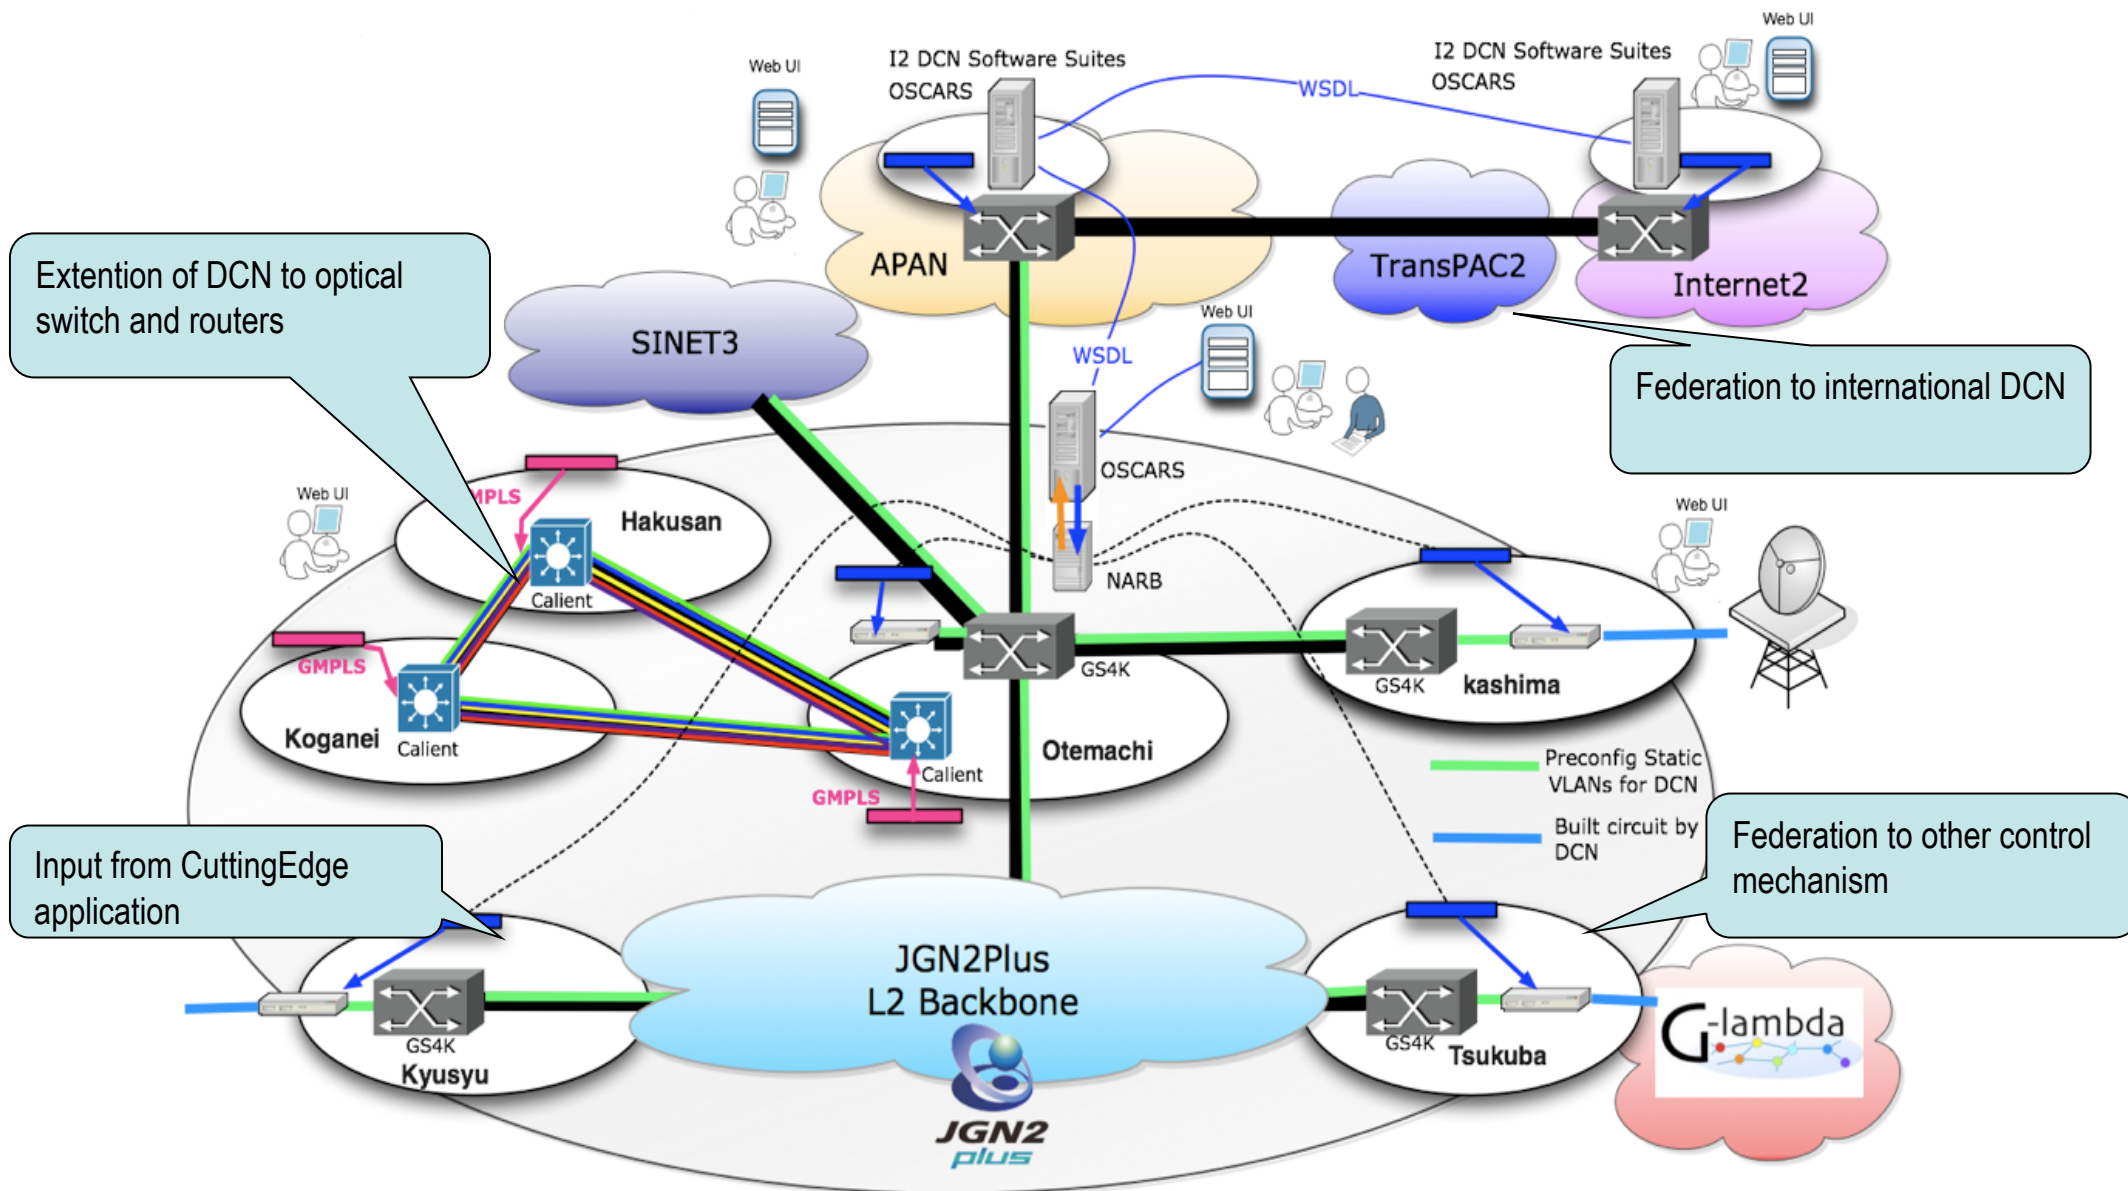 Web UI
I2 DCN Software Suites
OSCARS
Web UI
I2 DCN Software Suites
OSCARS
WSDL
APAN
TransPAC2
Internet2
Extention of DCN to optical
switch and routers
SINET3
Web UI
WSDL
Federation to international DCN
OSCARS
Web UI
MPLS
Hakusan
Calient
NARB
Web UI
GMPLS
Koganei
Calient
GS4K
Otemachi
Calient
GMPLS
GS4K
kashima
Preconfig Static
VLANs for DCN
Built circuit by
DCN
Input from CuttingEdge
application
Federation to other control
mechanism
JGN2Plus
L2 Backbone
GS4K
Kyusyu
GS4K
Tsukuba
G-lambda
JGN2
plus